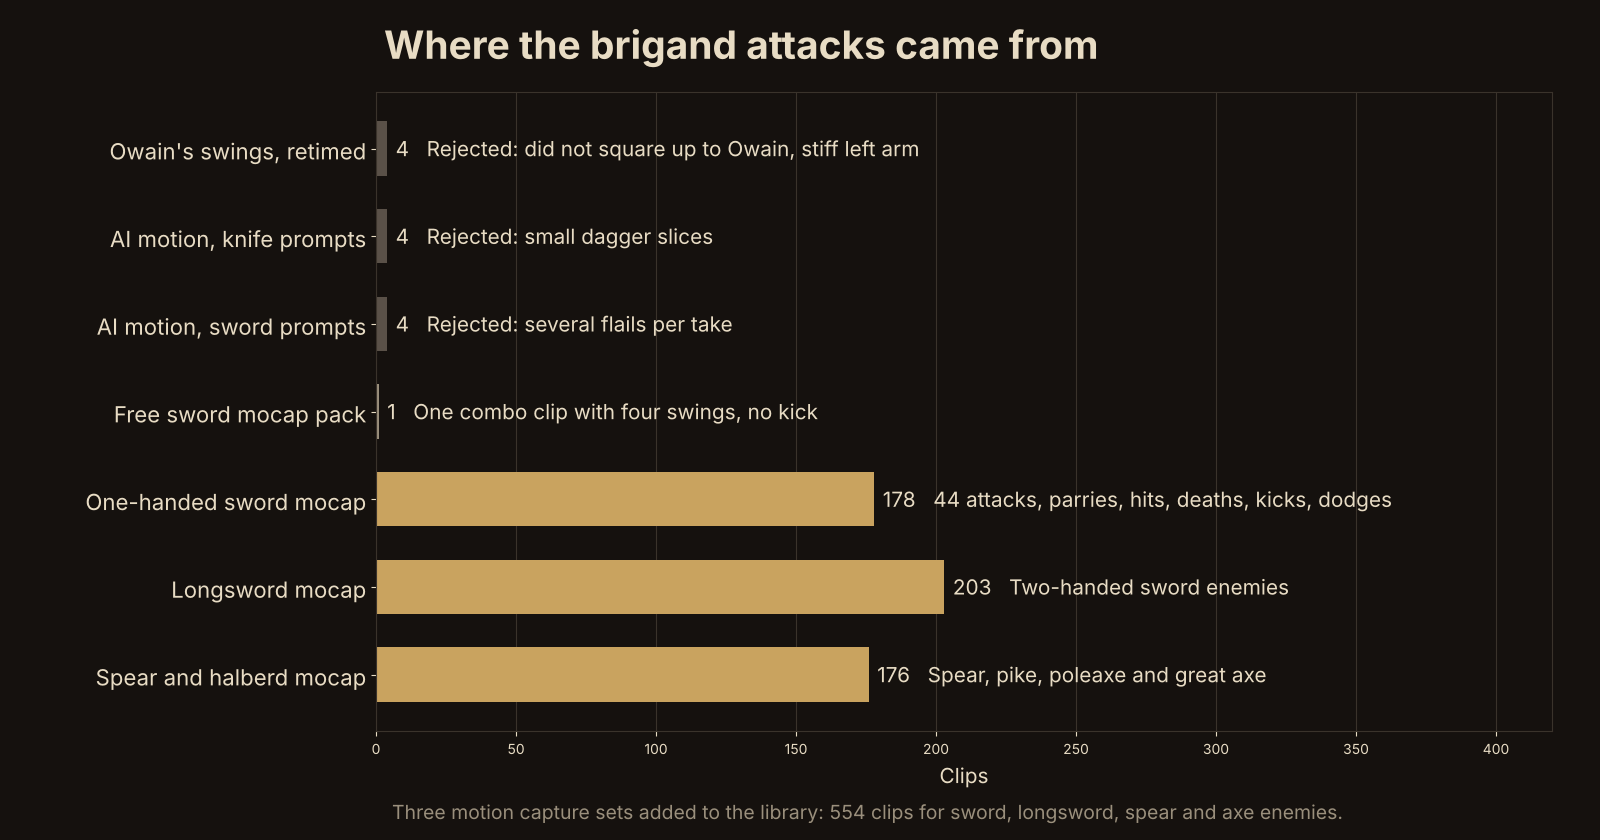 Where the brigand attacks came from
Owain's swings, retimed 4 Rejected: did not square up to Owain, stiff left arm
AI motion, knife prompts 4 Rejected: small dagger slices
AI motion, sword prompts 4 Rejected: several flails per take
Free sword mocap pack 1 One combo clip with four swings, no kick
One-handed sword mocap 178 44 attacks, parries, hits, deaths, kicks, dodges
Longsword mocap 203 Two-handed sword enemies
Spear and halberd mocap 176 Spear, pike, poleaxe and great axe
0 50 100 150 200 250 300 350 400
Clips
Three motion capture sets added to the library: 554 clips for sword, longsword, spear and axe enemies.